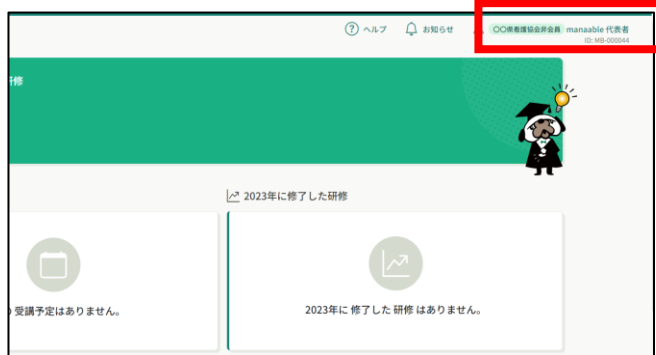 ヘルプ お知らせ 〇〇県看護協会非会員 manaable 代表者
ID: MB-000044
研修
2023年に修了した研修
受講予定はありません。
2023年に 修了した 研修 はありません。